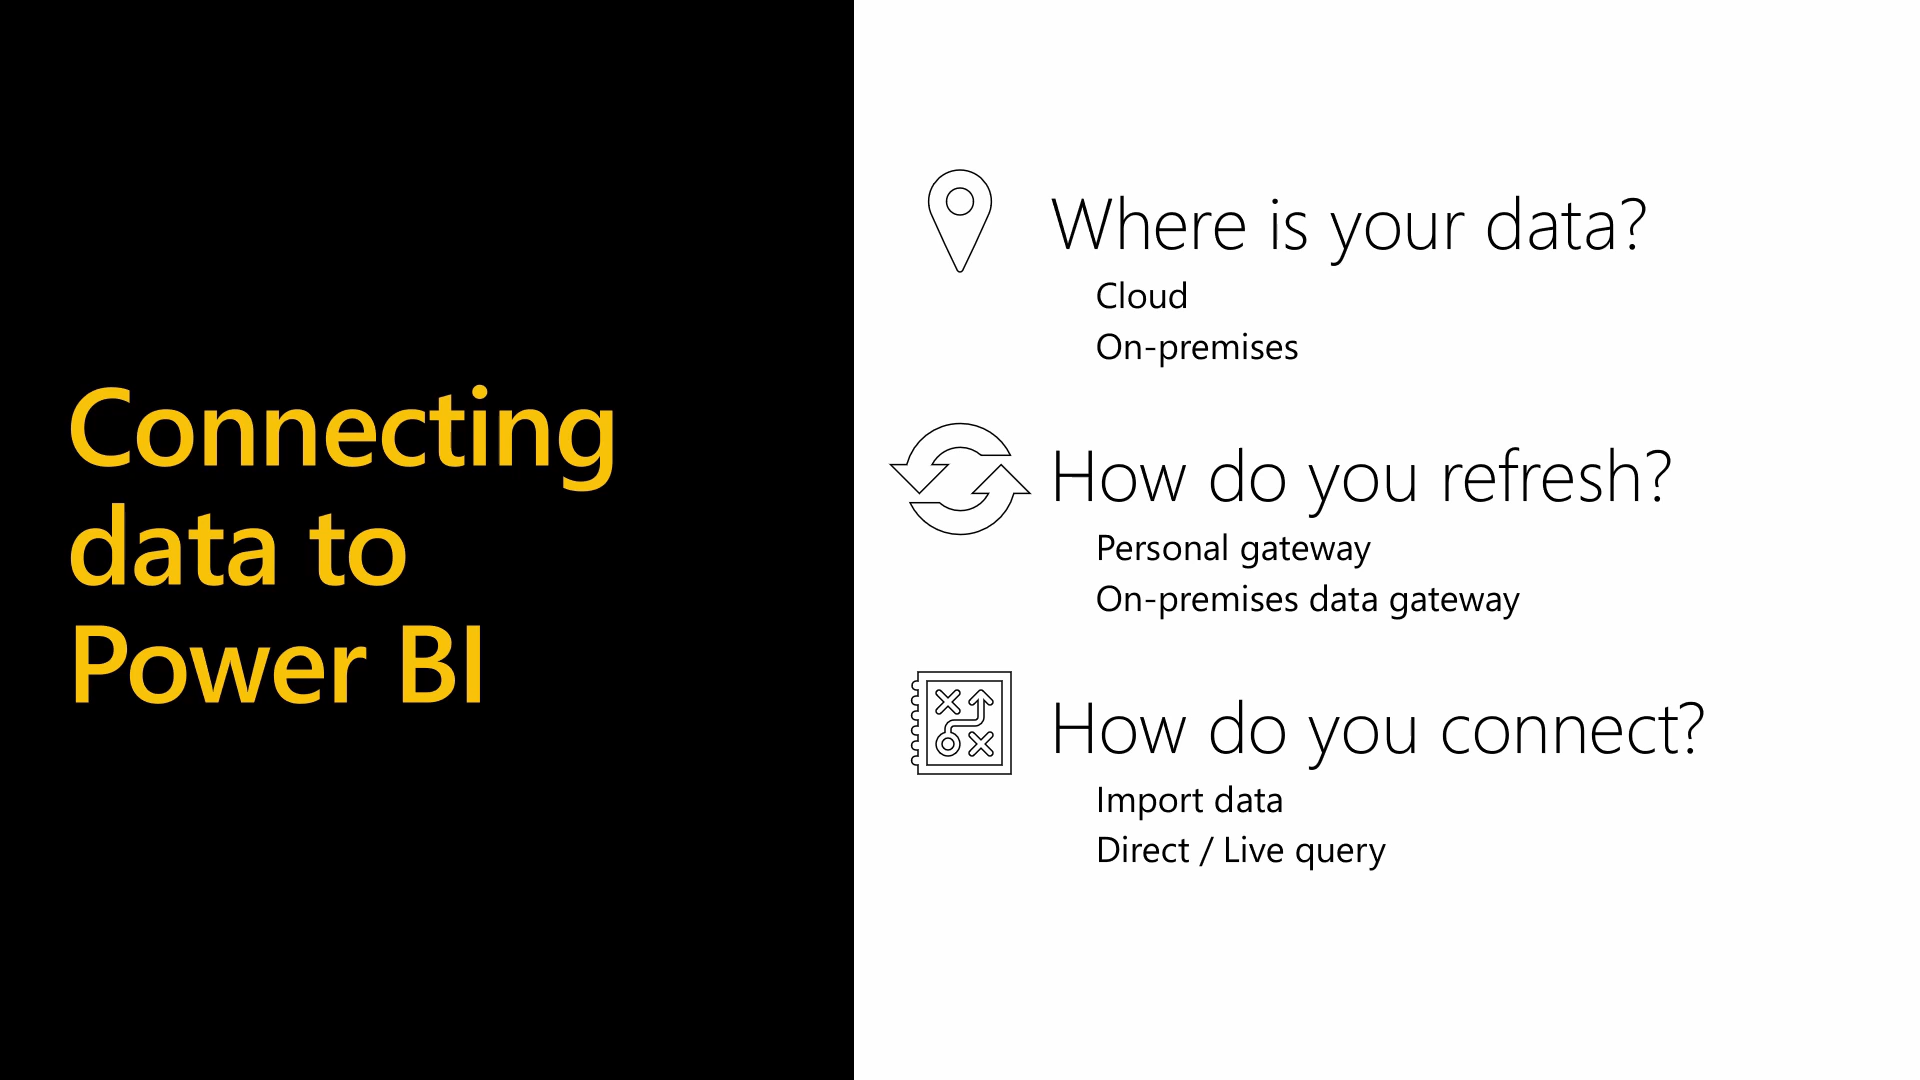 Connecting
data to
Power BI
Where is your data?
Cloud
On-premises
How do you refresh?
Personal gateway
On-premises data gateway
How do you connect?
Import data
Direct / Live query